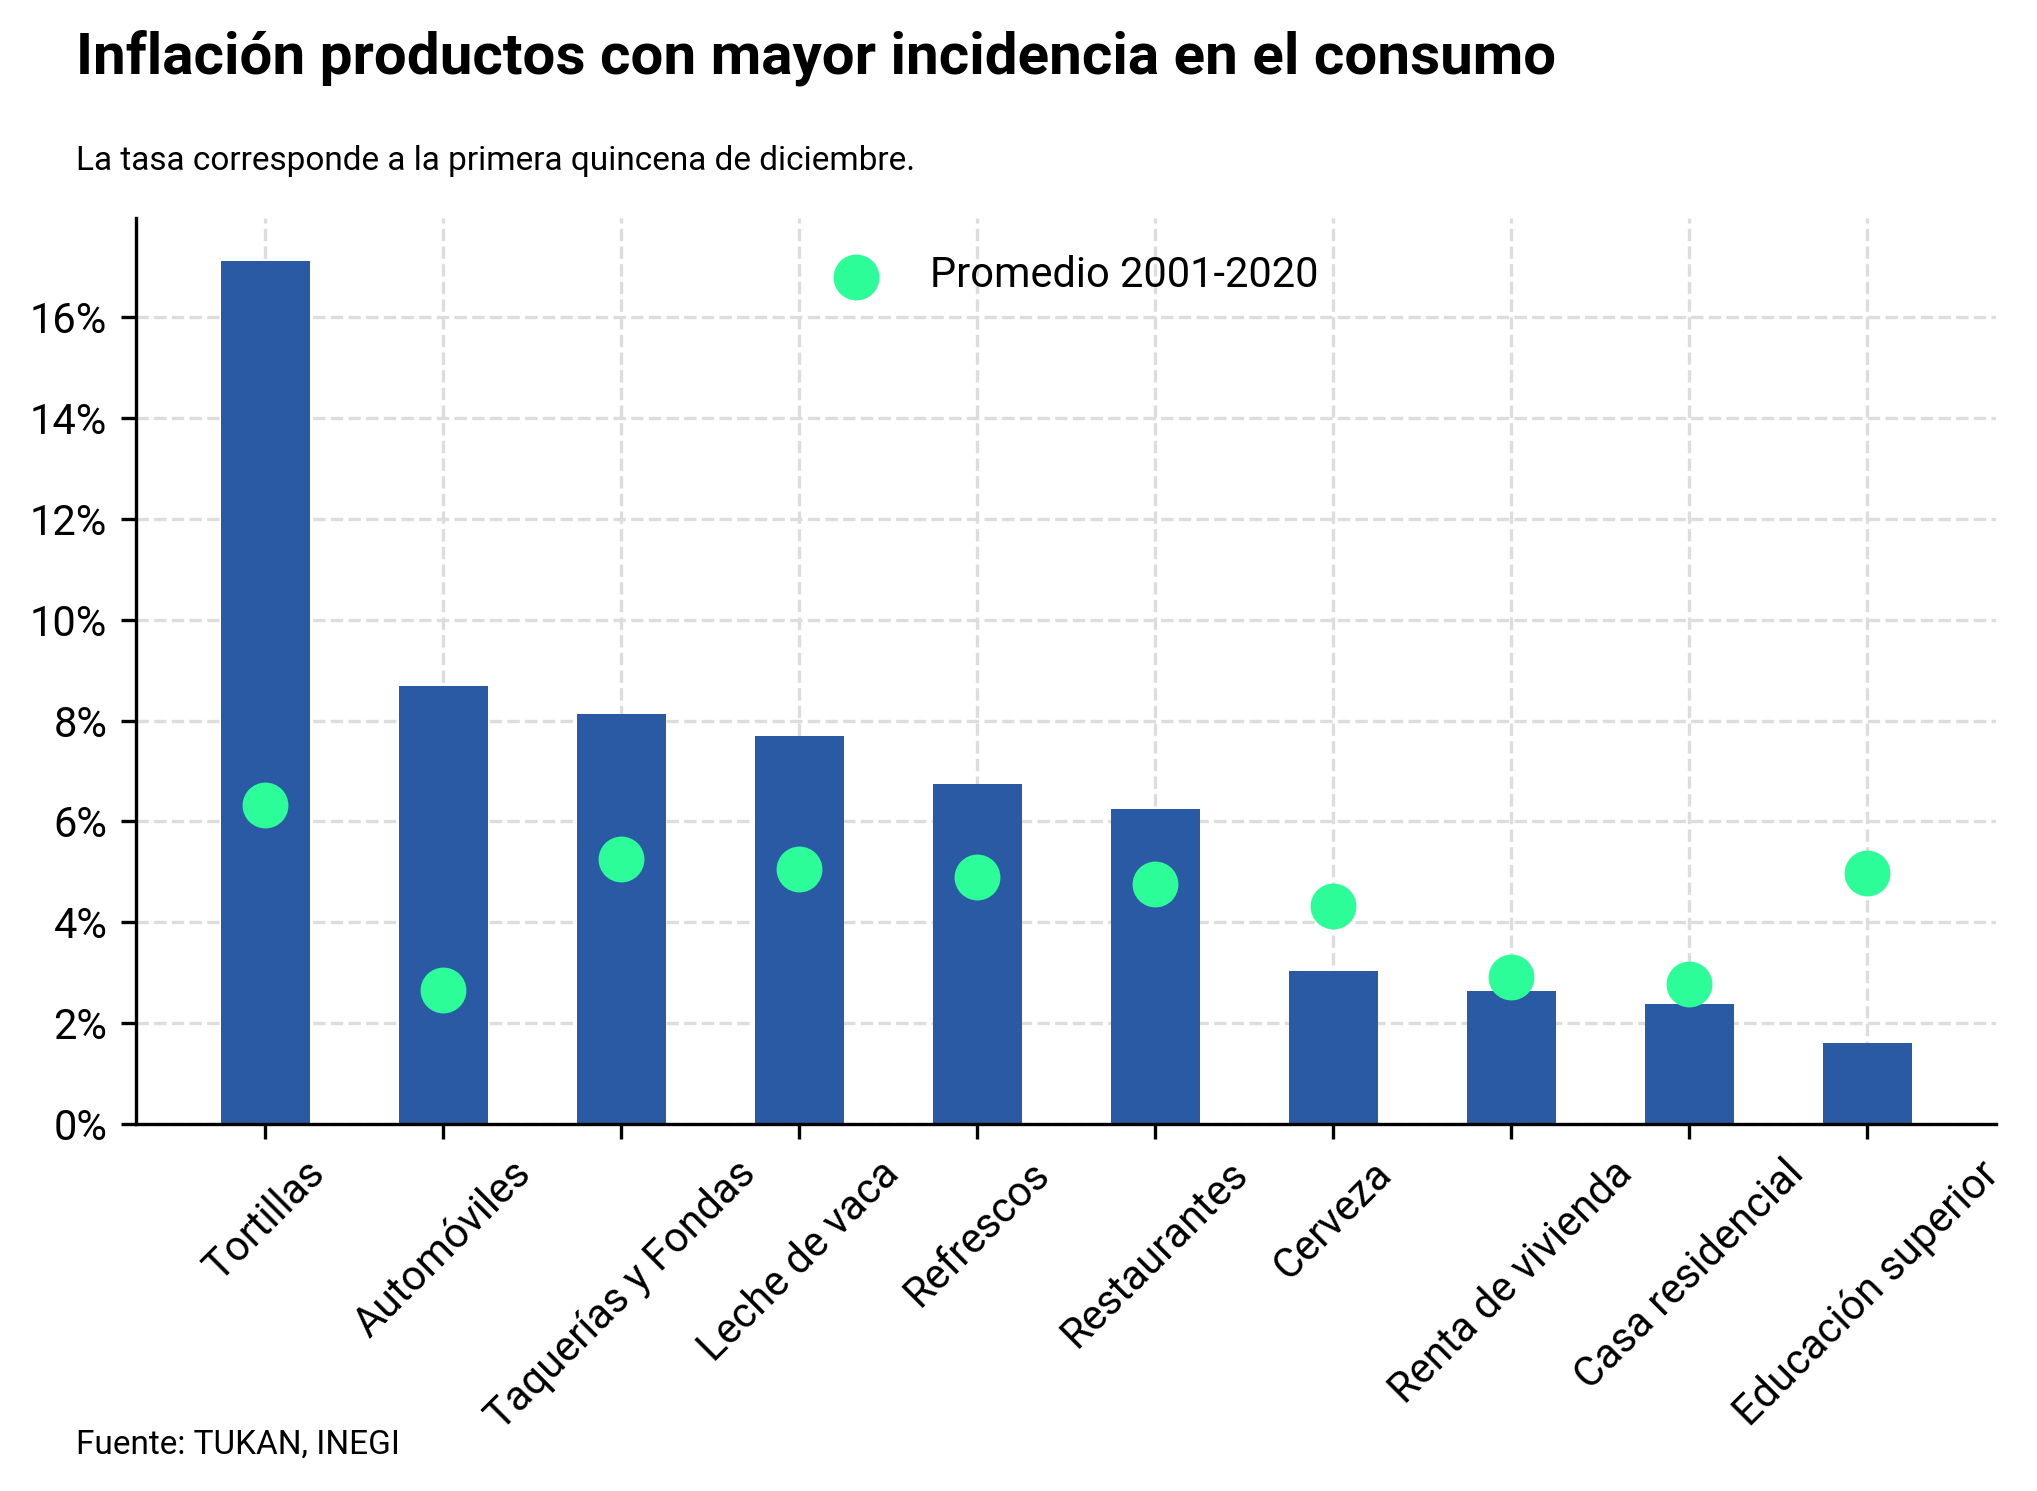 Inflación productos con mayor incidencia en el consumo
La tasa corresponde a la primera quincena de diciembre.
Promedio 2001-2020
16%
14%
12%
10%
8%
6%
4%
2%
0%
Tortillas
Automóviles
Taquerías y Fondas
Leche de vaca
Refrescos
Restaurantes
Cerveza
Renta de vivienda
Casa residencial
Educación superior
Fuente: TUKAN, INEGI